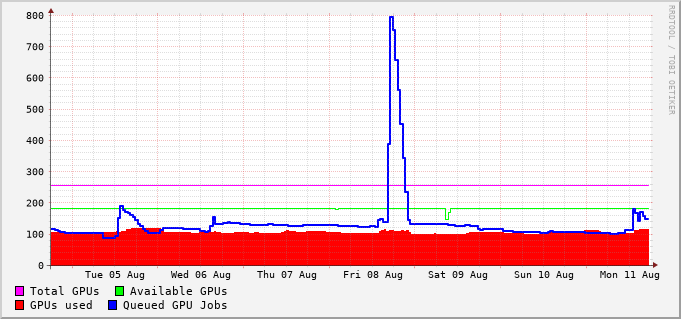 800
700
600
500
400
300
200
100
0
Tue 05 Aug Wed 06 Aug Thu 07 Aug Fri 08 Aug Sat 09 Aug Sun 10 Aug Mon 11 Aug
Total GPUs Available GPUs
GPUs used Queued GPU Jobs
RRDTOOL / TOBI OETIKER